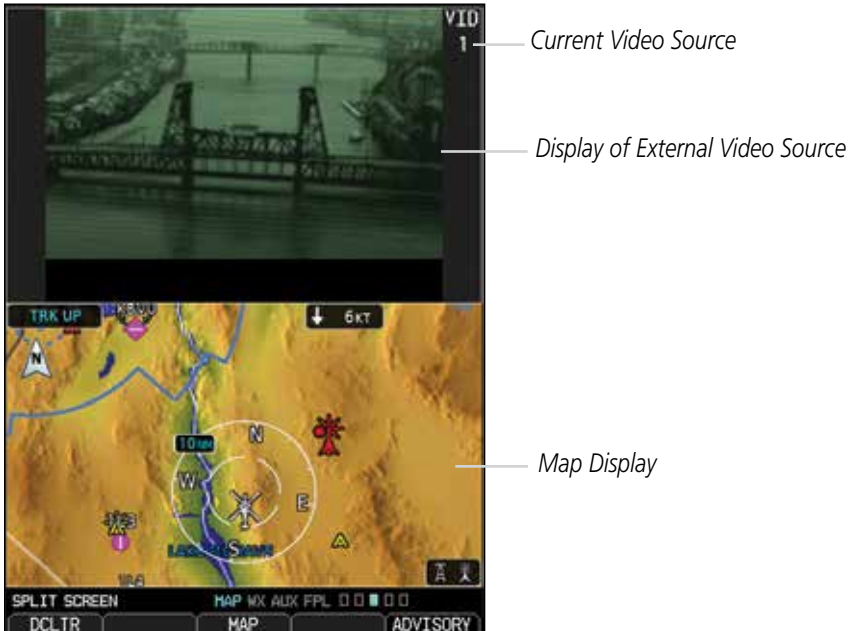 VID
1
Current Video Source
Display of External Video Source
TRK UP
6KT
N
10NM
N
W
E
S
Map Display
SPLIT SCREEN
MAP WX AUX FPL
DCLTR
MAP
ADVISORY